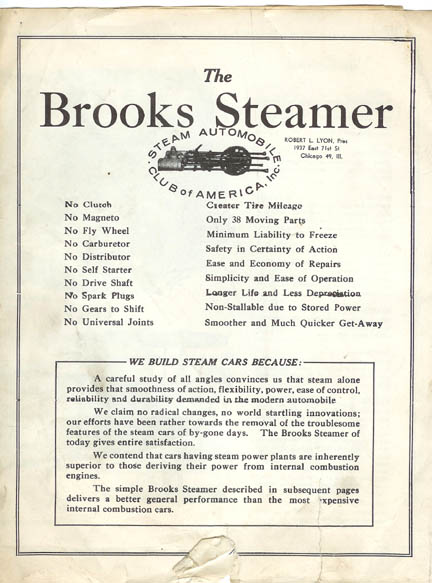 The
Brooks Steamer
STEAM AUTOMOBILE
CLUB of AMERICA, Inc.
ROBERT L. LYON, Pres
1937 East 71st St
Chicago 49, Ill.
No Clutch
No Magneto
No Fly Wheel
No Carburetor
No Distributor
No Self Starter
No Drive Shaft
No Spark Plugs
No Gears to Shift
No Universal Joints
Greater Tire Mileage
Only 38 Moving Parts
Minimum Liability to Freeze
Safety in Certainty of Action
Ease and Economy of Repairs
Simplicity and Ease of Operation
Longer Life and Less Depreciation
Non-Stallable due to Stored Power
Smoother and Much Quicker Get-Away
WE BUILD STEAM CARS BECAUSE:
A careful study of all angles convinces us that steam alone
provides that smoothness of action, flexibility, power, ease of control,
reliability and durability demanded in the modern automobile
We claim no radical changes, no world startling innovations;
our efforts have been rather towards the removal of the troublesome
features of the steam cars of by-gone days. The Brooks Steamer of
today gives entire satisfaction.
We contend that cars having steam power plants are inherently
superior to those deriving their power from internal combustion
engines.
The simple Brooks Steamer described in subsequent pages
delivers a better general performance than the most expensive
internal combustion cars.